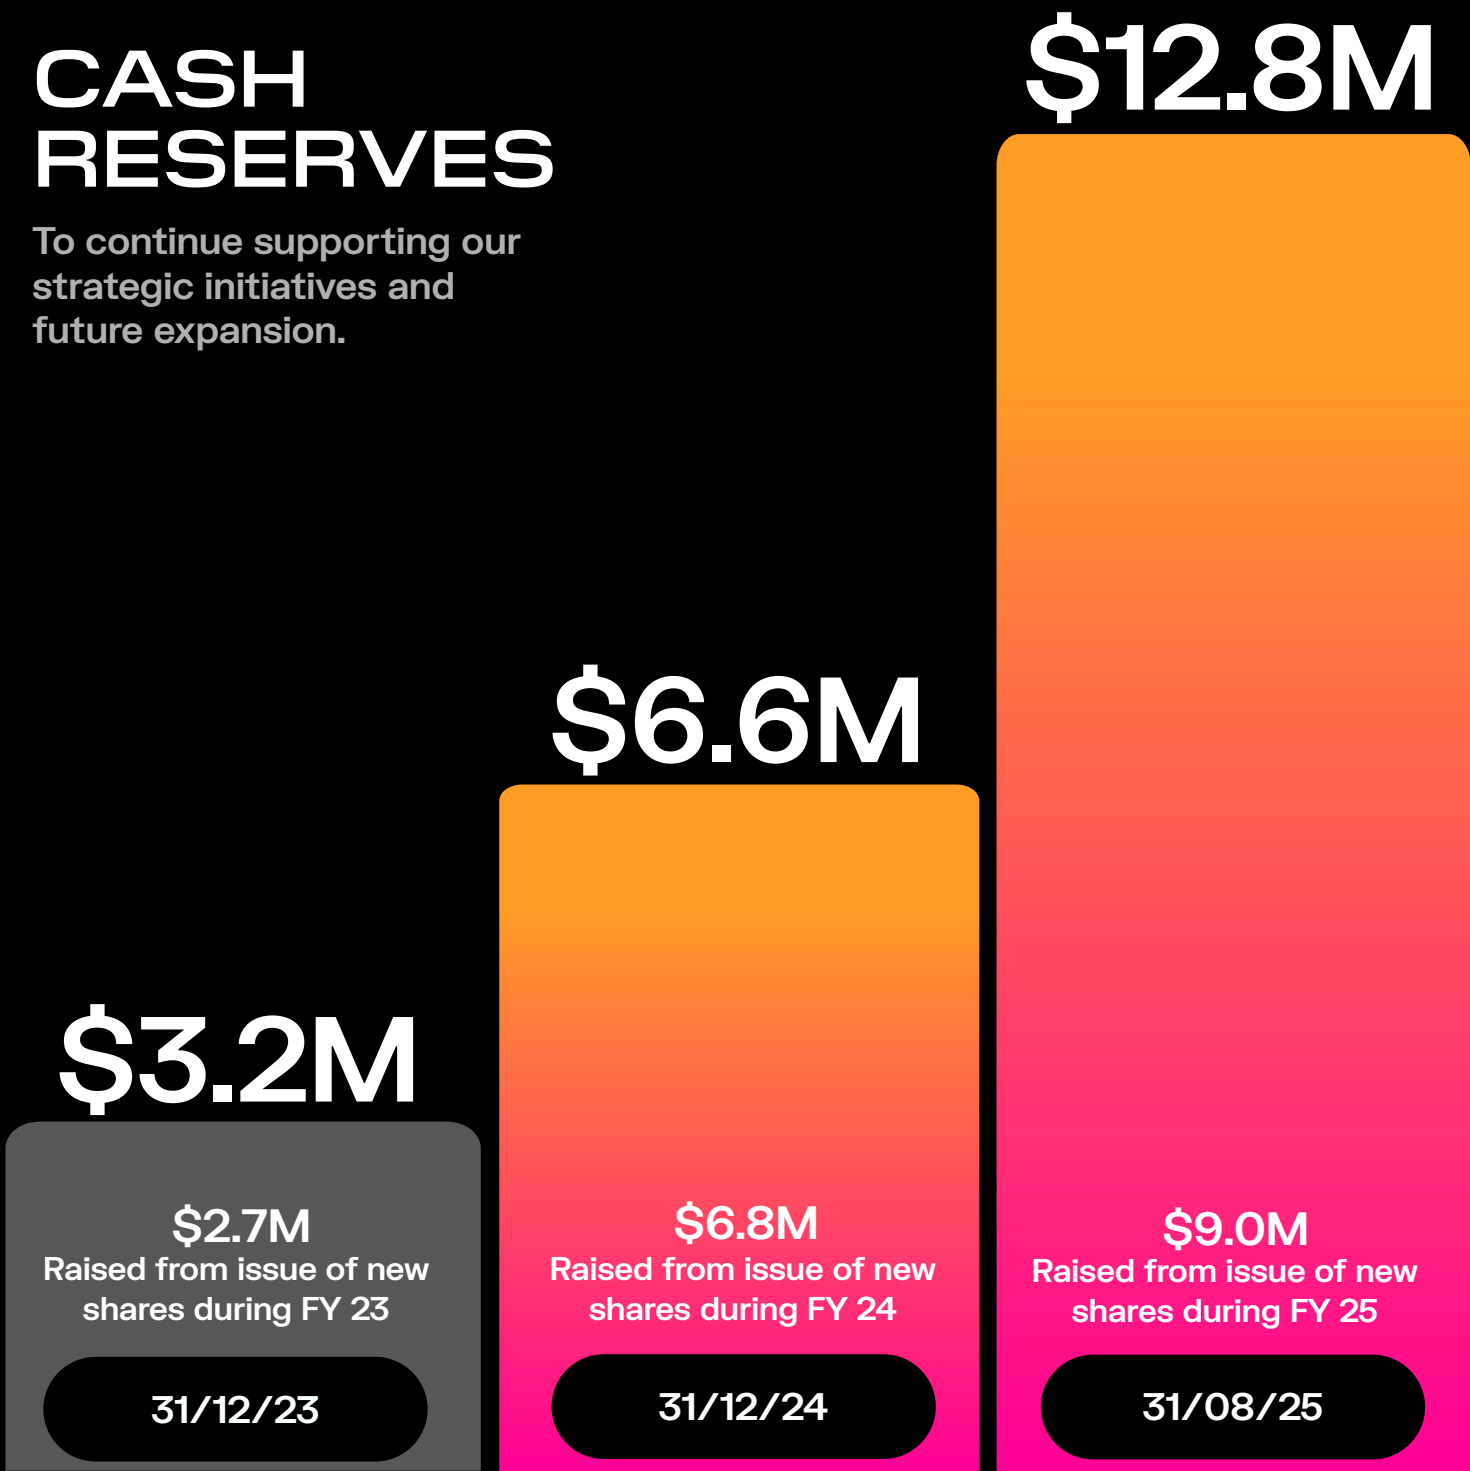 CASH
RESERVES
To continue supporting our
strategic initiatives and
future expansion.
$3.2M
$2.7M
Raised from issue of new
shares during FY 23
31/12/23
$6.6M
$6.8M
Raised from issue of new
shares during FY 24
31/12/24
$12.8M
$9.0M
Raised from issue of new
shares during FY 25
31/08/25